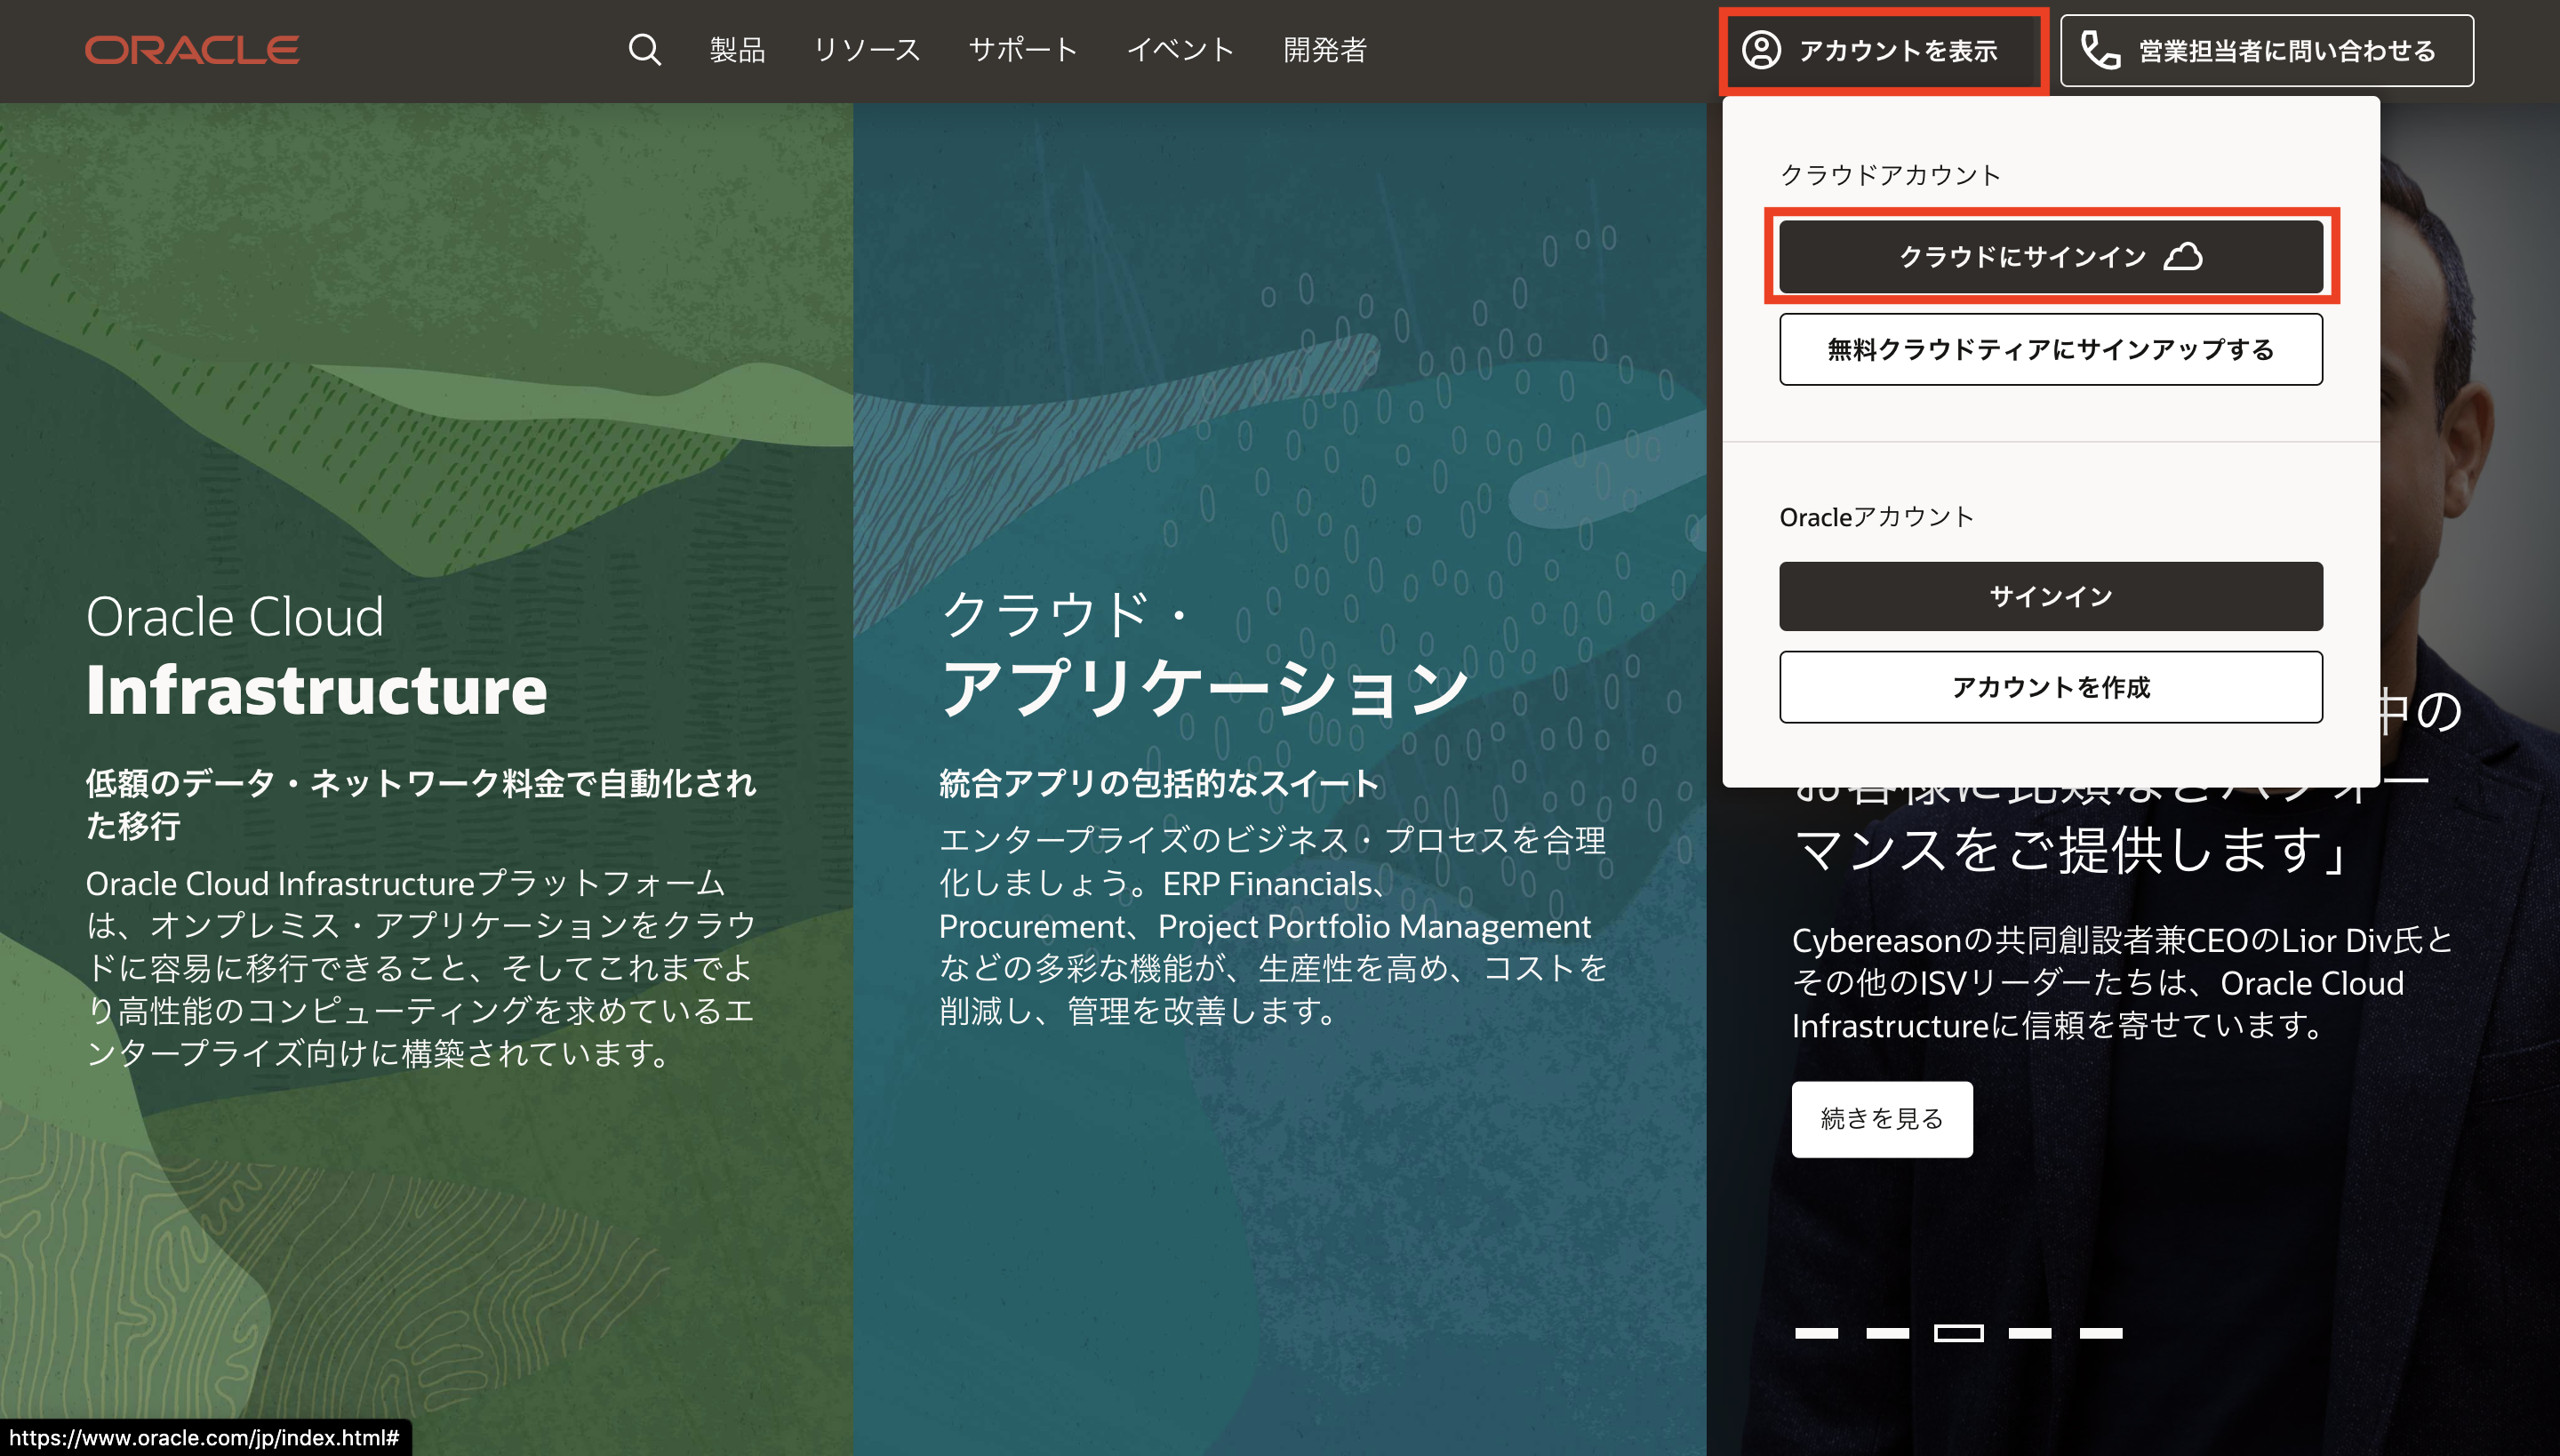 ORACLE
製品
リソース
サポート
イベント
開発者
アカウントを表示
営業担当者に問い合わせる
クラウドアカウント
クラウドにサインイン
無料クラウドティアにサインアップする
Oracleアカウント
サインイン
アカウントを作成
Oracle Cloud
Infrastructure
低額のデータ・ネットワーク料金で自動化され
た移行
Oracle Cloud Infrastructureプラットフォーム
は、オンプレミス・アプリケーションをクラウ
ドに容易に移行できること、そしてこれまでよ
り高性能のコンピューティングを求めているエ
ンタープライズ向けに構築されています。
クラウド・
アプリケーション
統合アプリの包括的なスイート
エンタープライズのビジネス・プロセスを合理
化しましょう。ERP Financials、
Procurement、Project Portfolio Management
などの多彩な機能が、生産性を高め、コストを
削減し、管理を改善します。
中の
お客様に比類なきパフォー
マンスをご提供します」
Cybereasonの共同創設者兼CEOのLior Div氏と
その他のISVリーダーたちは、Oracle Cloud
Infrastructureに信頼を寄せています。
続きを見る
https://www.oracle.com/jp/index.html#